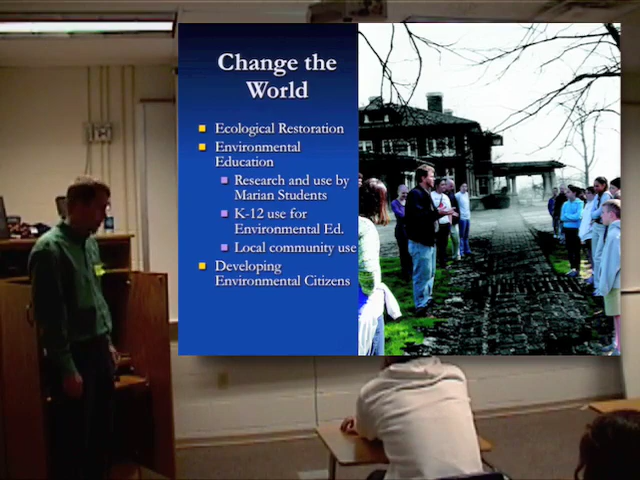 Change the
World
Ecological Restoration
Environmental
Education
Research and use by
Marian Students
K-12 use for
Environmental Ed.
Local community use
Developing
Environmental Citizens